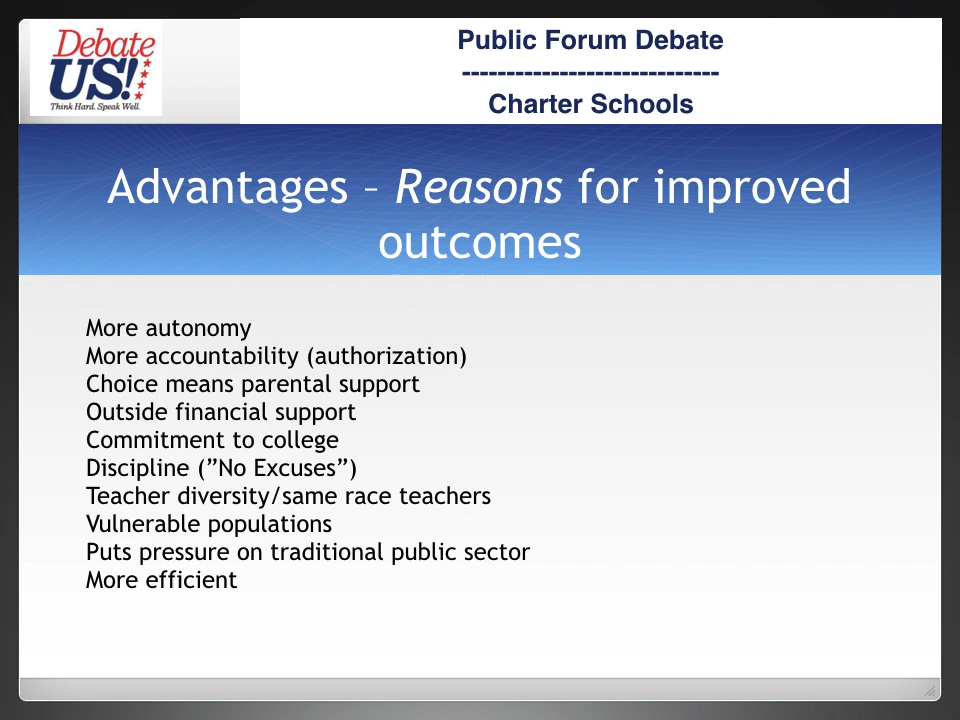 Debate
US!
Think Hard. Speak Well.
Public Forum Debate
-----------------------------
Charter Schools
Advantages – Reasons for improved
outcomes
More autonomy
More accountability (authorization)
Choice means parental support
Outside financial support
Commitment to college
Discipline (”No Excuses”)
Teacher diversity/same race teachers
Vulnerable populations
Puts pressure on traditional public sector
More efficient